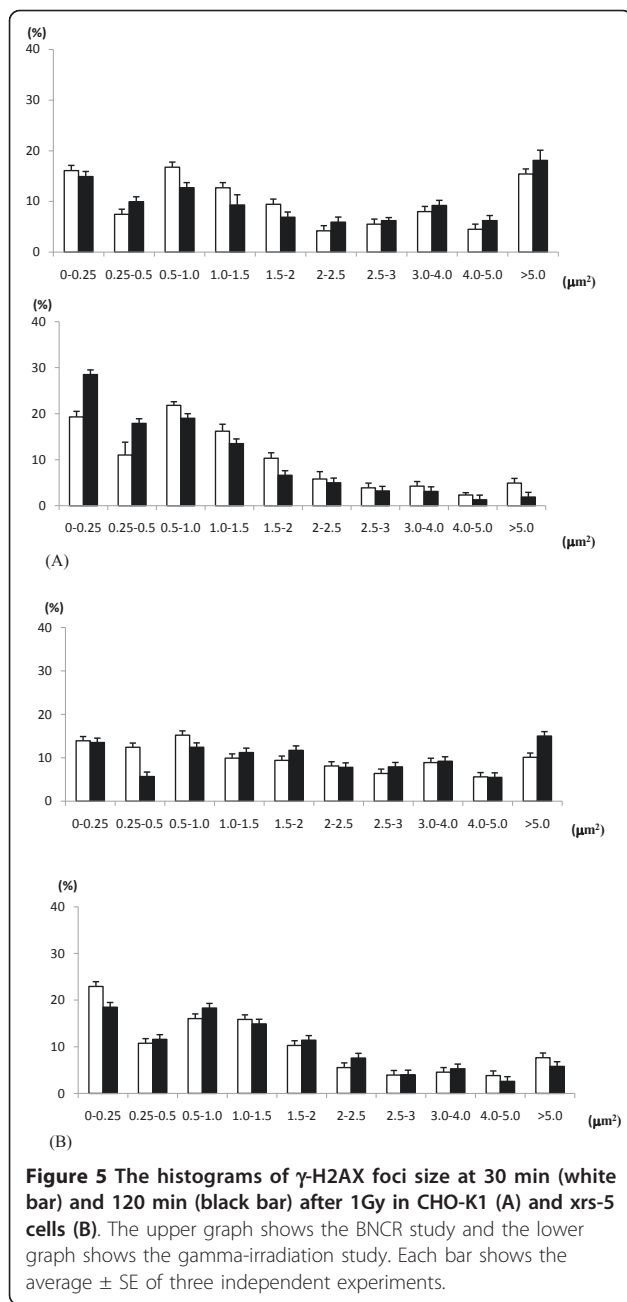 (%)
40
30
20
10
0
0-0.25 0.25-0.5 0.5-1.0 1.0-1.5 1.5-2 2-2.5 2.5-3 3.0-4.0 4.0-5.0 >5.0
(μm²)
(%)
40
30
20
10
0
0-0.25 0.25-0.5 0.5-1.0 1.0-1.5 1.5-2 2-2.5 2.5-3 3.0-4.0 4.0-5.0 >5.0
(μm²)
(A)
(%)
40
30
20
10
0
0-0.25 0.25-0.5 0.5-1.0 1.0-1.5 1.5-2 2-2.5 2.5-3 3.0-4.0 4.0-5.0 >5.0
(μm²)
(%)
40
30
20
10
0
0-0.25 0.25-0.5 0.5-1.0 1.0-1.5 1.5-2 2-2.5 2.5-3 3.0-4.0 4.0-5.0 >5.0
(μm²)
(B)
Figure 5 The histograms of γ-H2AX foci size at 30 min (white
bar) and 120 min (black bar) after 1Gy in CHO-K1 (A) and xrs-5
cells (B). The upper graph shows the BNCR study and the lower
graph shows the gamma-irradiation study. Each bar shows the
average ± SE of three independent experiments.